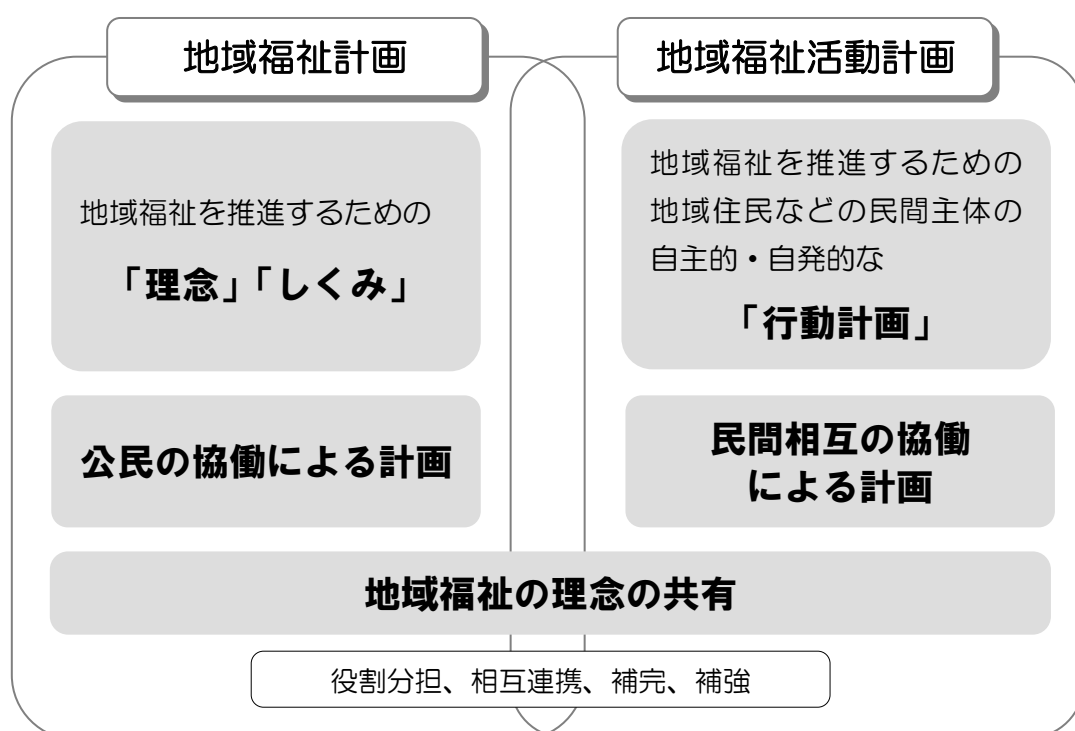 地域福祉計画
地域福祉を推進するための
「理念」「しくみ」
公民の協働による計画
地域福祉活動計画
地域福祉を推進するための
地域住民などの民間主体の
自主的・自発的な
「行動計画」
民間相互の協働
による計画
地域福祉の理念の共有
役割分担、相互連携、補完、補強